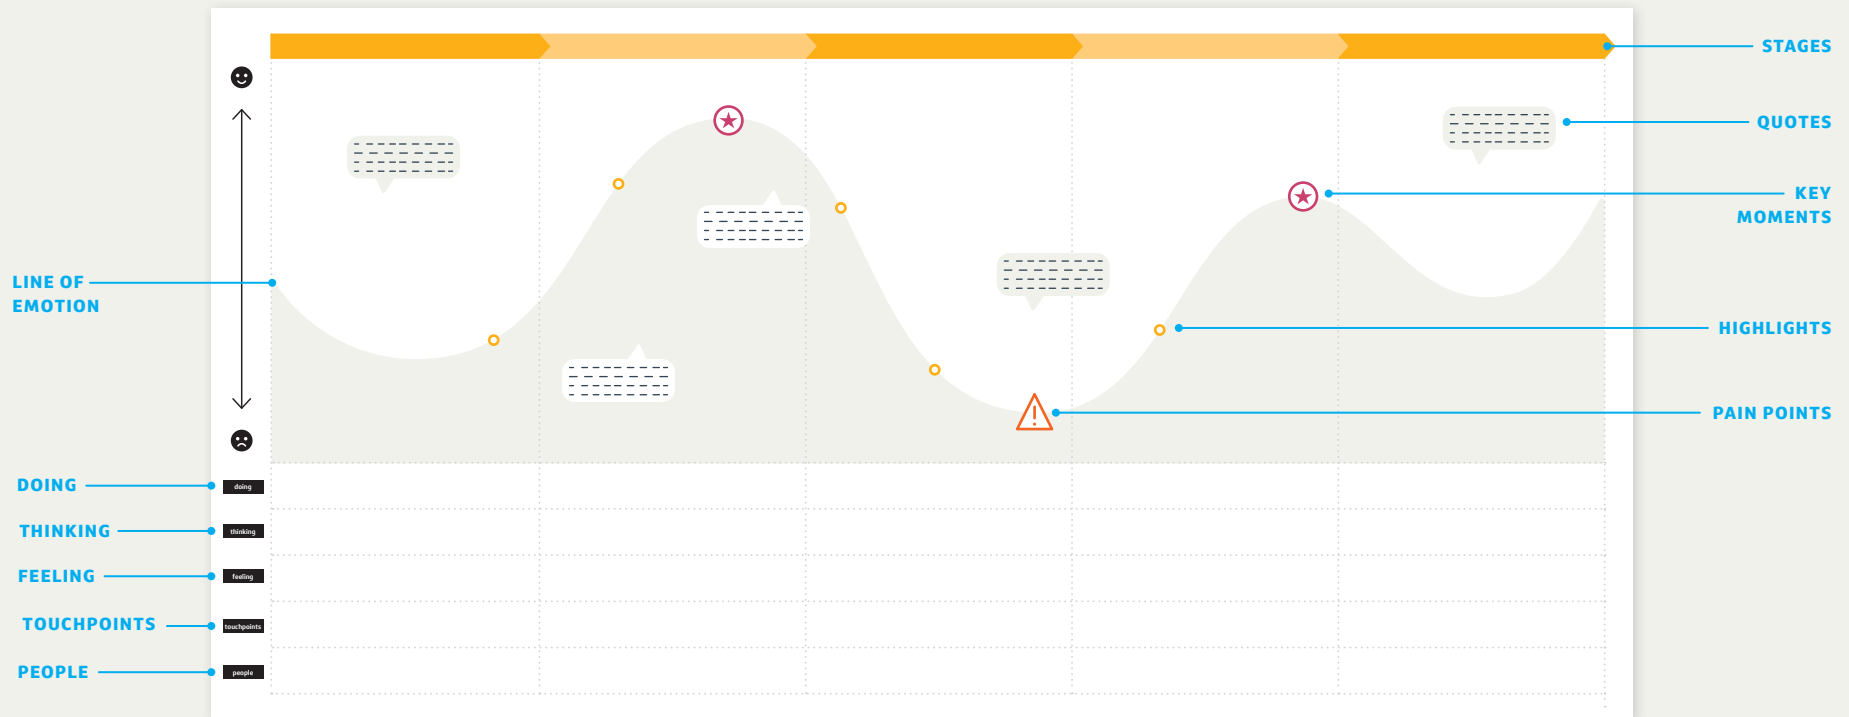 STAGES
QUOTES
KEY
MOMENTS
LINE OF
EMOTION
HIGHLIGHTS
PAIN POINTS
DOING
doing
THINKING
thinking
FEELING
feeling
TOUCHPOINTS
touchpoints
PEOPLE
people